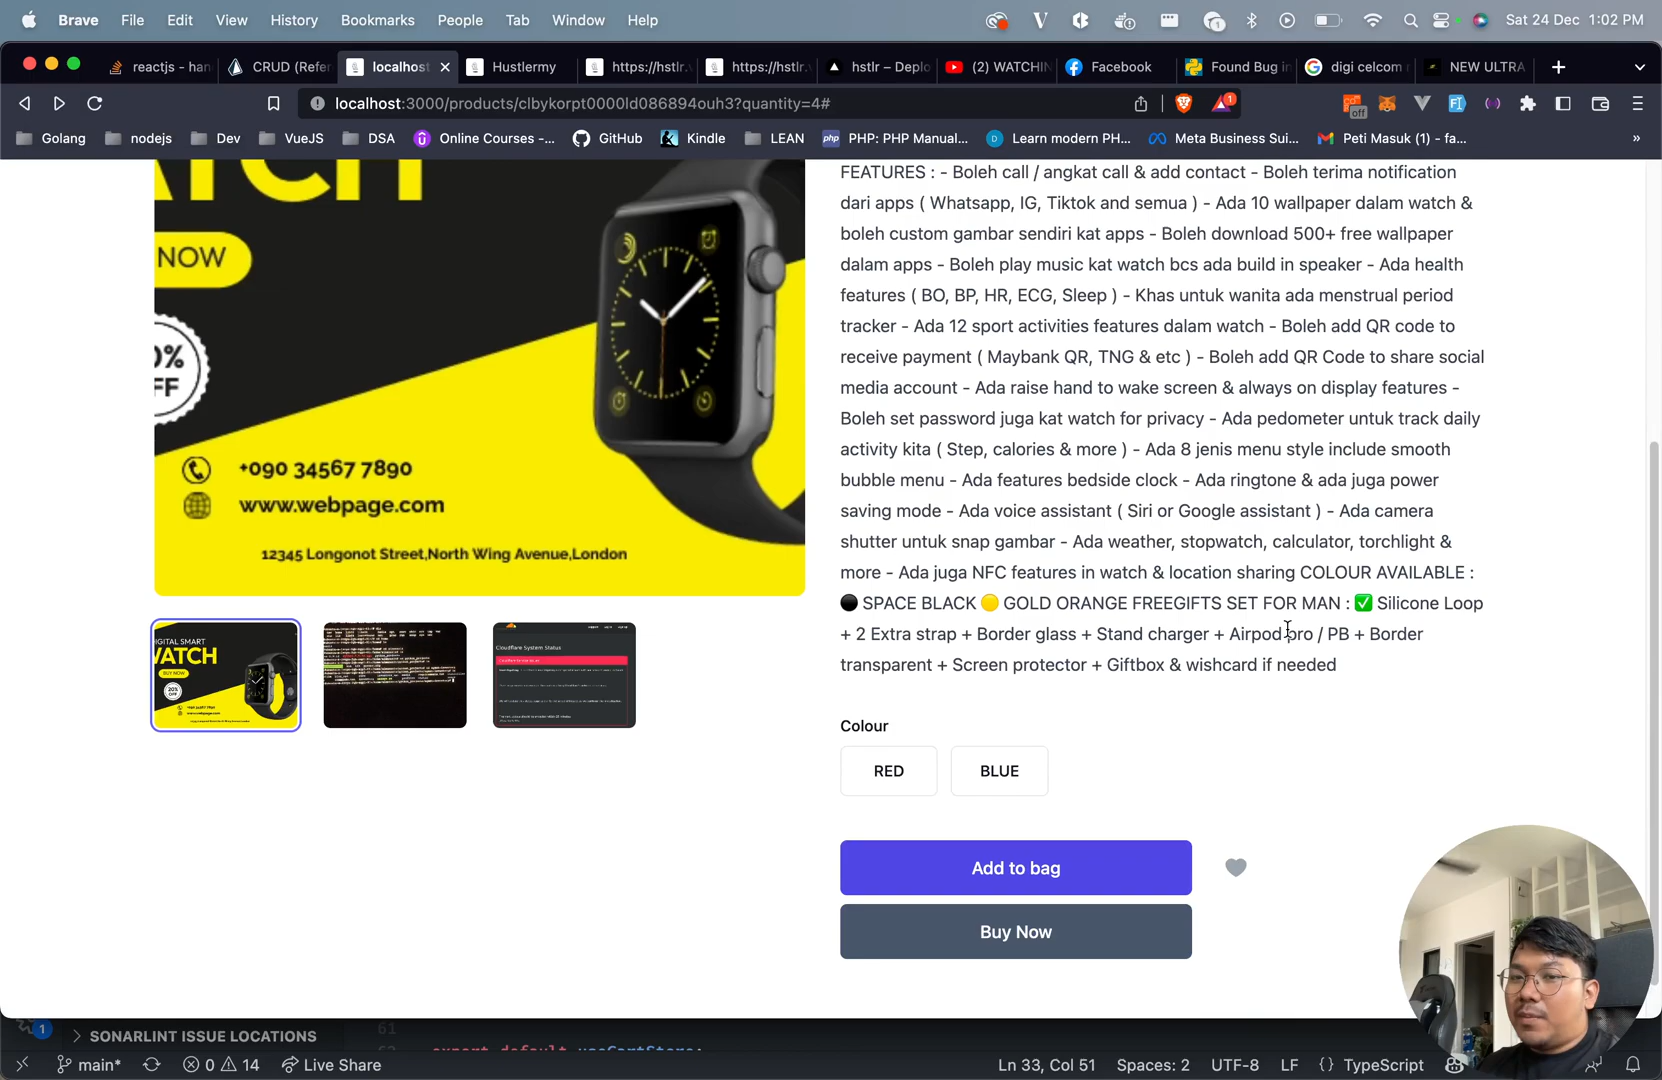 Brave File Edit View History Bookmarks People Tab Window Help Sat 24 Dec 1:02 PM
reactjs - han CRUD (Refer localhost Hustlermy https://hstlr.v https://hstlr.v hstlr – Deplo (2) WATCHIN Facebook Found Bug in digi celcom NEW ULTRA
localhost:3000/products/clbykorpt0000ld086894ouh3?quantity=4#
Golang nodejs Dev VueJS DSA Online Courses -... GitHub Kindle LEAN PHP: PHP Manual... Learn modern PH... Meta Business Sui... Peti Masuk (1) - fa... »
WATCH
NOW
%
FF
+090 34567 7890
www.webpage.com
12345 Longonot Street,North Wing Avenue,London
FEATURES : - Boleh call / angkat call & add contact - Boleh terima notification
dari apps ( Whatsapp, IG, Tiktok and semua ) - Ada 10 wallpaper dalam watch &
boleh custom gambar sendiri kat apps - Boleh download 500+ free wallpaper
dalam apps - Boleh play music kat watch bcs ada build in speaker - Ada health
features ( BO, BP, HR, ECG, Sleep ) - Khas untuk wanita ada menstrual period
tracker - Ada 12 sport activities features dalam watch - Boleh add QR code to
receive payment ( Maybank QR, TNG & etc ) - Boleh add QR Code to share social
media account - Ada raise hand to wake screen & always on display features -
Boleh set password juga kat watch for privacy - Ada pedometer untuk track daily
activity kita ( Step, calories & more ) - Ada 8 jenis menu style include smooth
bubble menu - Ada features bedside clock - Ada ringtone & ada juga power
saving mode - Ada voice assistant ( Siri or Google assistant ) - Ada camera
shutter untuk snap gambar - Ada weather, stopwatch, calculator, torchlight &
more - Ada juga NFC features in watch & location sharing COLOUR AVAILABLE :
⚫ SPACE BLACK 🟡 GOLD ORANGE FREEGIFTS SET FOR MAN : ✅ Silicone Loop
+ 2 Extra strap + Border glass + Stand charger + Airpod pro / PB + Border
transparent + Screen protector + Giftbox & wishcard if needed
DIGITAL SMART
WATCH
BUY NOW
20%
OFF
Cloudflare System Status
Colour
RED BLUE
Add to bag
Buy Now
1 SONARLINT ISSUE LOCATIONS 61
main* 0 14 Live Share Ln 33, Col 51 Spaces: 2 UTF-8 LF {} TypeScript